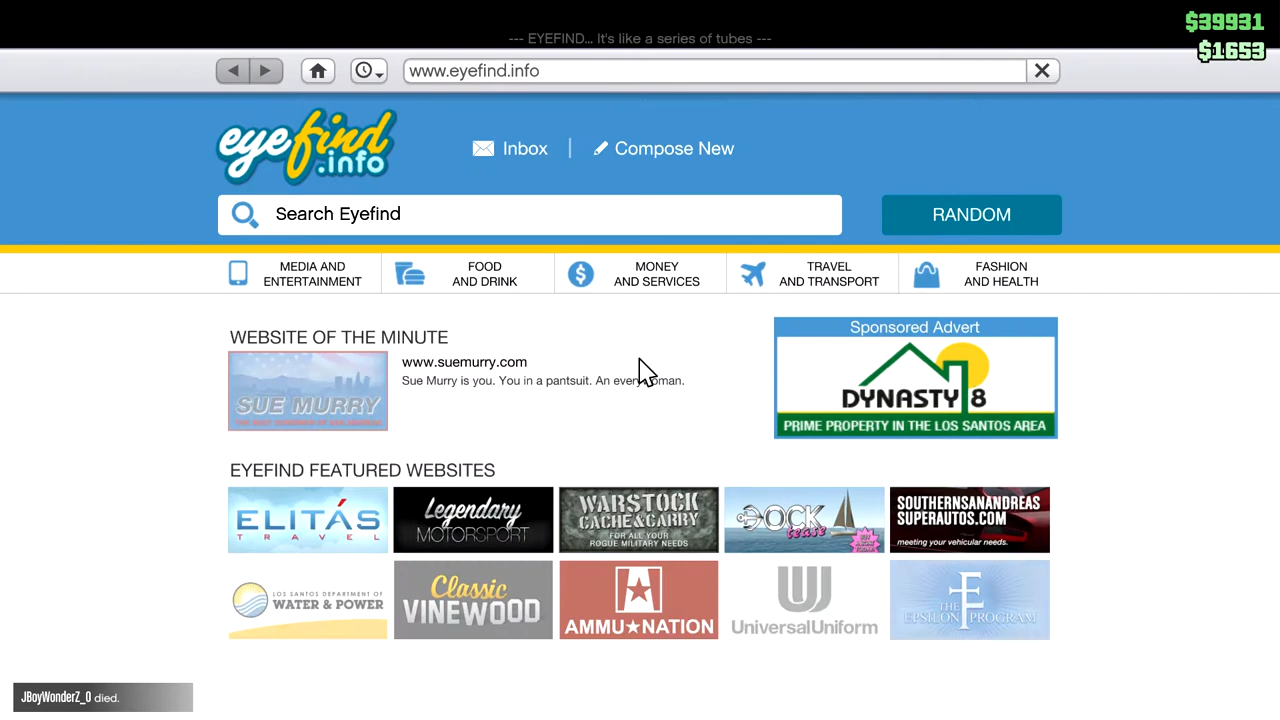 $39931
--- EYEFIND... It's like a series of tubes ---
$1653
www.eyefind.info
eyefind
.info
Inbox | Compose New
Search Eyefind
RANDOM
MEDIA AND
ENTERTAINMENT
FOOD
AND DRINK
MONEY
AND SERVICES
TRAVEL
AND TRANSPORT
FASHION
AND HEALTH
WEBSITE OF THE MINUTE
SUE MURRY
www.suemurry.com
Sue Murry is you. You in a pantsuit. An everywoman.
Sponsored Advert
DYNASTY 8
PRIME PROPERTY IN THE LOS SANTOS AREA
EYEFIND FEATURED WEBSITES
ELITÁS
TRAVEL
Legendary
MOTORSPORT
WARSTOCK
CACHE&CARRY
FOR ALL YOUR
ROGUE MILITARY NEEDS
DOCK
tease
SOUTHERNSANANDREAS
SUPERAUTOS.COM
meeting your vehicular needs.
LOS SANTOS DEPARTMENT OF
WATER & POWER
Classic
VINEWOOD
AMMU★NATION
UniversalUniform
THE
EPSILON PROGRAM
JBoyWonderZ_0 died.